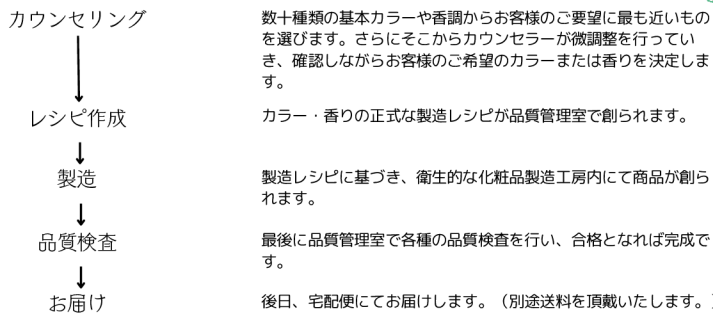 カウンセリング
数十種類の基本カラーや香調からお客様のご要望に最も近いもの
を選びます。さらにそこからカウンセラーが微調整を行ってい
き、確認しながらお客様のご希望のカラーまたは香りを決定しま
す。
レシピ作成
カラー・香りの正式な製造レシピが品質管理室で創られます。
製造
製造レシピに基づき、衛生的な化粧品製造工房内にて商品が創ら
れます。
品質検査
最後に品質管理室で各種の品質検査を行い、合格となれば完成で
す。
お届け
後日、宅配便にてお届けします。（別途送料を頂戴いたします。）